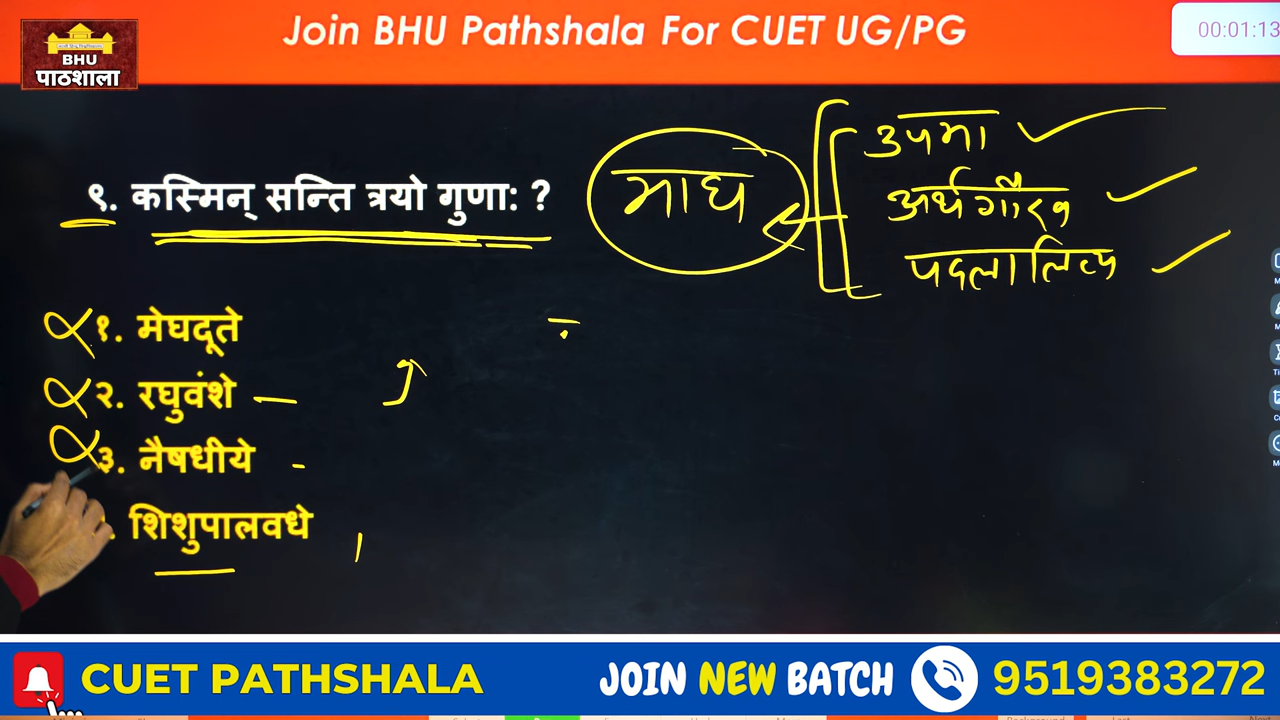 Join BHU Pathshala For CUET UG/PG
00:01:13
BHU
पाठशाला
९. कस्मिन् सन्ति त्रयो गुणाः ?
माघ
उपमा
अर्थगौरव
पदलालित्य
१. मेघदूते
२. रघुवंशे
३. नैषधीये
शिशुपालवधे
CUET PATHSHALA
JOIN NEW BATCH
9519383272